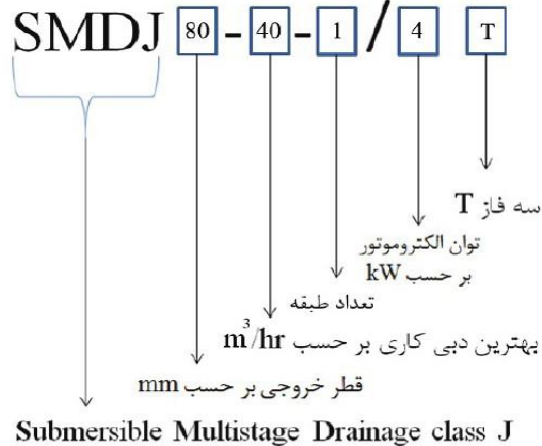 SMDJ 80 - 40 - 1 / 4 T
سه فاز T
توان الکتروموتور
بر حسب kW
تعداد طبقه
بهترین دبی کاری بر حسب m³/hr
قطر خروجی بر حسب mm
Submersible Multistage Drainage class J